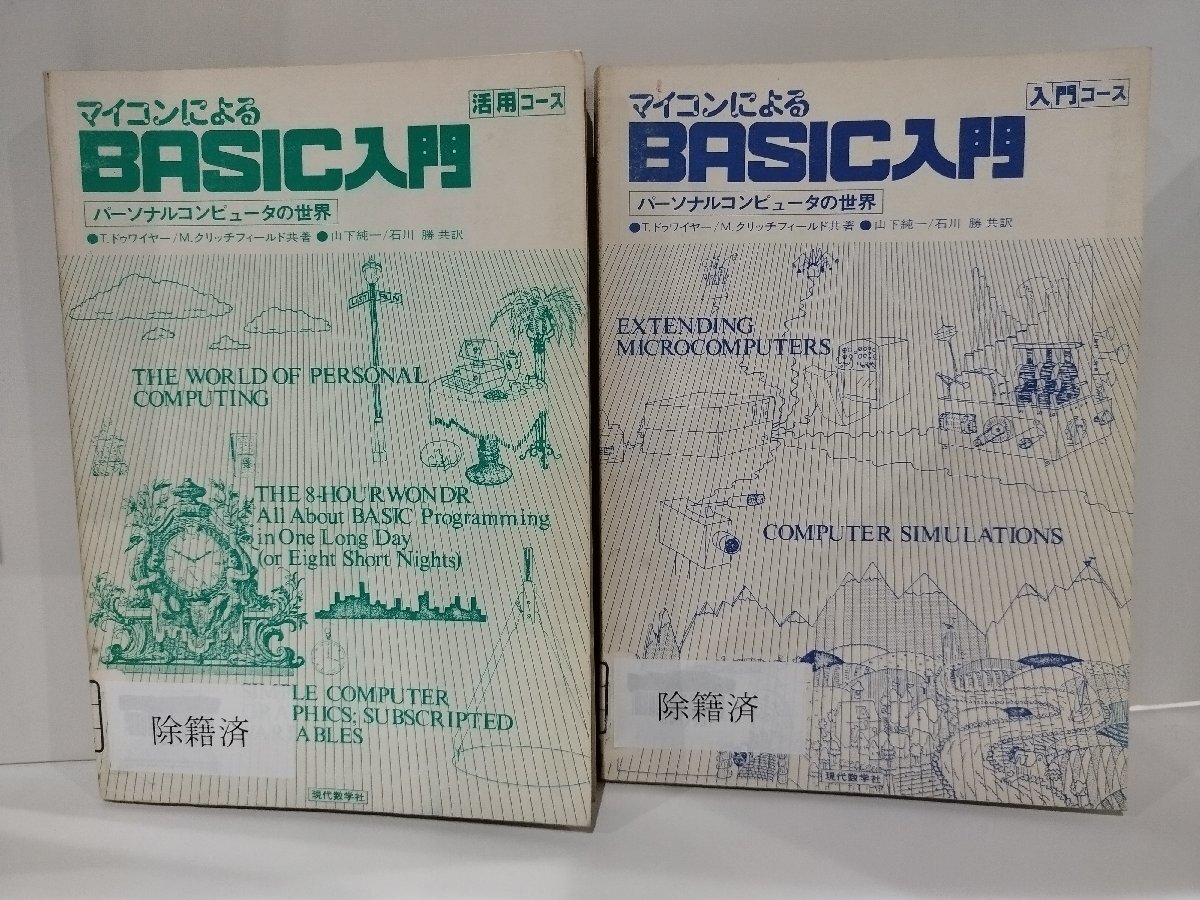 マイコンによる
活用コース
BASIC入門
パーソナルコンピュータの世界
●T.ドゥワイヤー/M.クリッチフィールド共著 ●山下純一/石川 勝 共訳
THE WORLD OF PERSONAL
COMPUTING
THE 8-HOUR WONDR
All About BASIC Programming
in One Long Day
(or Eight Short Nights)
LE COMPUTER
PHICS: SUBSCRIPTED
ABLES
除籍済
現代数学社
マイコンによる
入門コース
BASIC入門
パーソナルコンピュータの世界
●T.ドゥワイヤー/M.クリッチフィールド共著 ●山下純一/石川 勝 共訳
EXTENDING
MICROCOMPUTERS
COMPUTER SIMULATIONS
除籍済
現代数学社